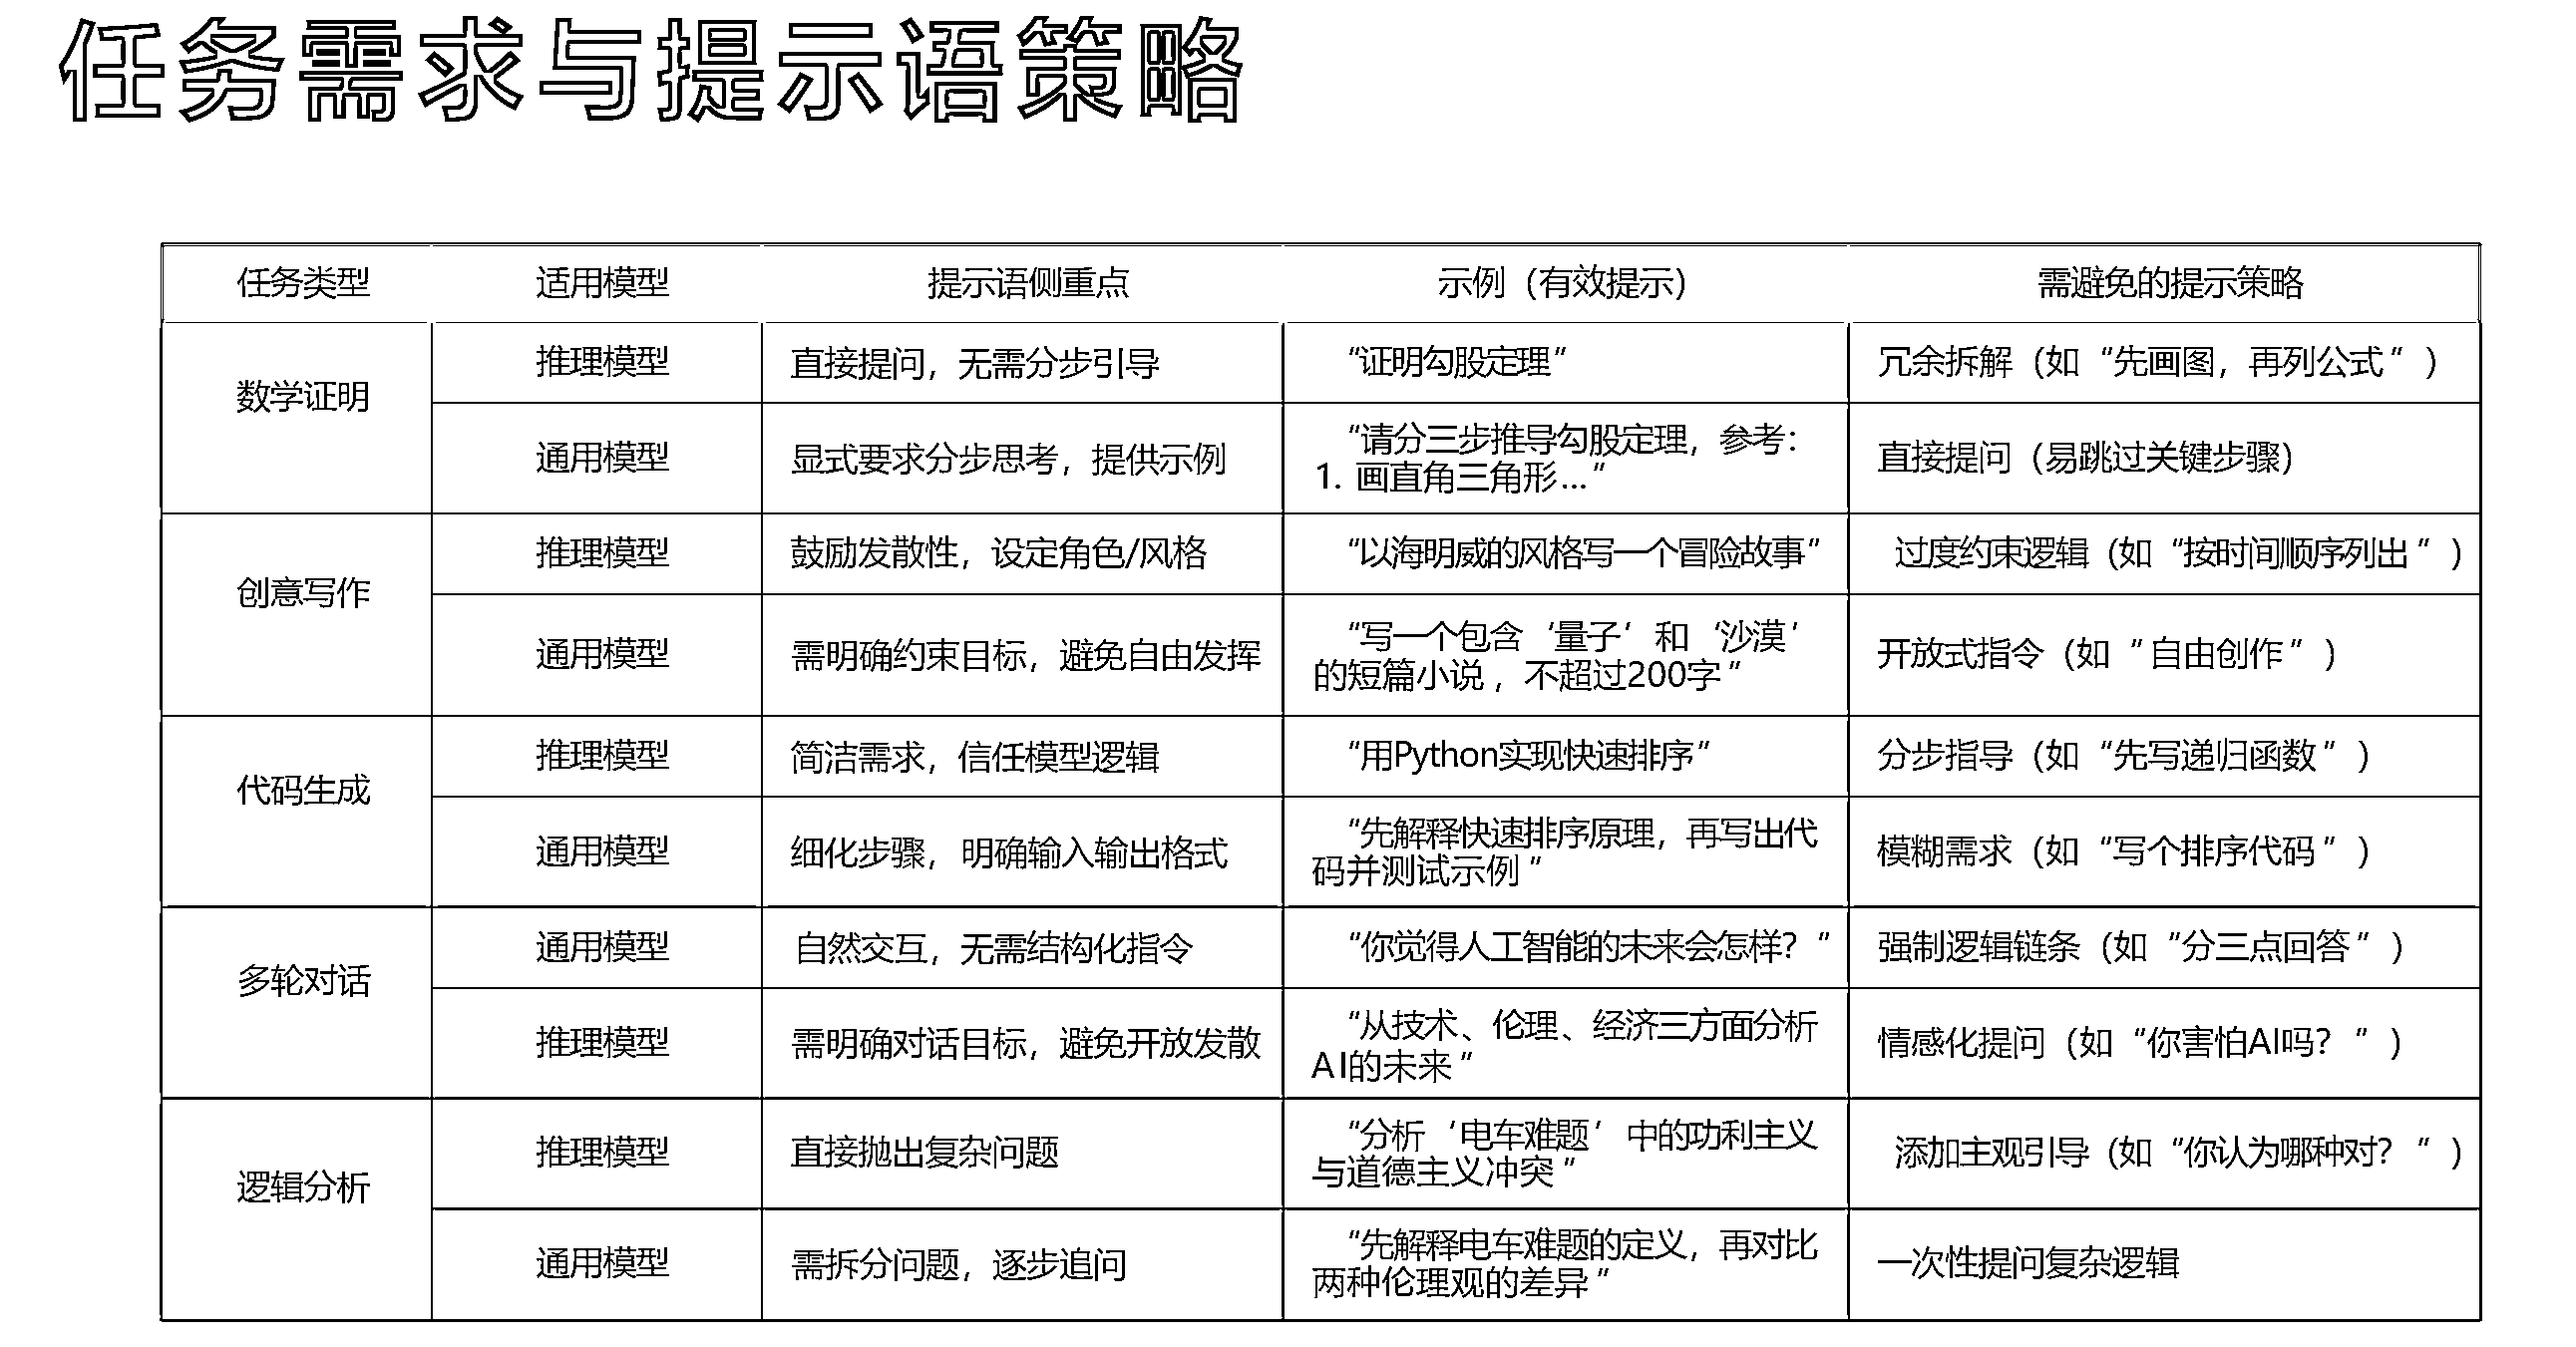 任务需求与提示语策略
任务类型 适用模型 提示语侧重点 示例（有效提示） 需避免的提示策略
数学证明
推理模型 直接提问，无需分步引导 “证明勾股定理” 冗余拆解（如“先画图，再列公式”）
通用模型 显式要求分步思考，提供示例 “请分三步推导勾股定理，参考：
1. 画直角三角形…”
直接提问（易跳过关键步骤）
创意写作
推理模型 鼓励发散性，设定角色/风格 “以海明威的风格写一个冒险故事” 过度约束逻辑（如“按时间顺序列出”）
通用模型 需明确约束目标，避免自由发挥 “写一个包含‘量子’和‘沙漠’
的短篇小说，不超过200字”
开放式指令（如“自由创作”）
代码生成
推理模型 简洁需求，信任模型逻辑 “用Python实现快速排序” 分步指导（如“先写递归函数”）
通用模型 细化步骤，明确输入输出格式 “先解释快速排序原理，再写出代
码并测试示例”
模糊需求（如“写个排序代码”）
多轮对话
通用模型 自然交互，无需结构化指令 “你觉得人工智能的未来会怎样？” 强制逻辑链条（如“分三点回答”）
推理模型 需明确对话目标，避免开放发散 “从技术、伦理、经济三方面分析
AI的未来”
情感化提问（如“你害怕AI吗？”）
逻辑分析
推理模型 直接抛出复杂问题 “分析‘电车难题’中的功利主义
与道德主义冲突”
添加主观引导（如“你认为哪种对？”）
通用模型 需拆分问题，逐步追问 “先解释电车难题的定义，再对比
两种伦理观的差异”
一次性提问复杂逻辑